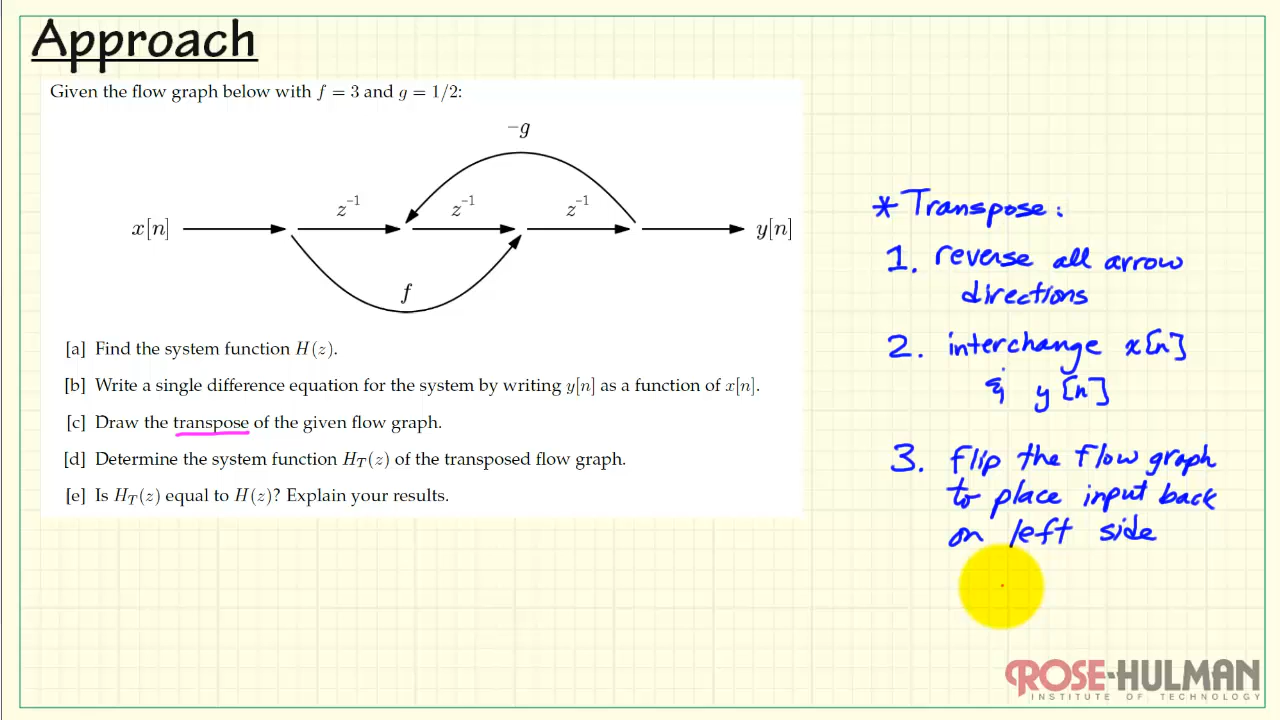 Approach
Given the flow graph below with f = 3 and g = 1/2:
−g
z⁻¹ z⁻¹ z⁻¹
x[n] y[n]
f
[a] Find the system function H(z).
[b] Write a single difference equation for the system by writing y[n] as a function of x[n].
[c] Draw the transpose of the given flow graph.
[d] Determine the system function H_T(z) of the transposed flow graph.
[e] Is H_T(z) equal to H(z)? Explain your results.
* Transpose:
1. reverse all arrow
directions
2. interchange x[n]
& y[n]
3. flip the flow graph
to place input back
on left side
ROSE-HULMAN
INSTITUTE OF TECHNOLOGY